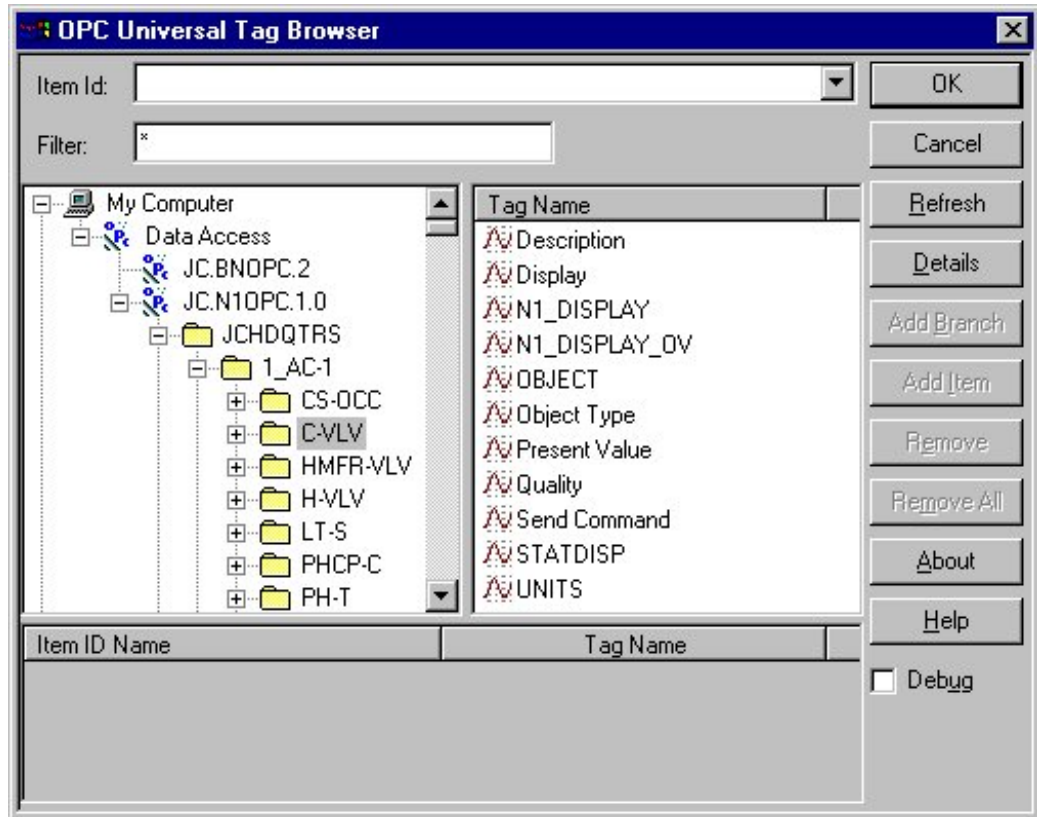 OPC Universal Tag Browser
Item Id:
OK
Filter: *
Cancel
My Computer
Data Access
JC.BNOPC.2
JC.N1OPC.1.0
JCHDQTRS
1_AC-1
CS-OCC
C-VLV
HMFR-VLV
H-VLV
LT-S
PHCP-C
PH-T
Tag Name
Description
Display
N1_DISPLAY
N1_DISPLAY_OV
OBJECT
Object Type
Present Value
Quality
Send Command
STATDISP
UNITS
Refresh
Details
Add Branch
Add Item
Remove
Remove All
About
Help
Debug
Item ID Name Tag Name